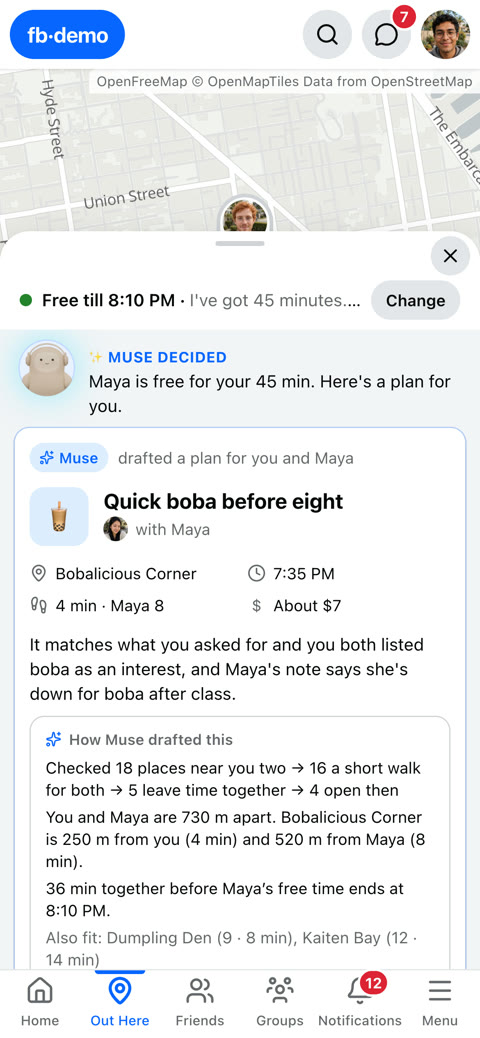 fb·demo
7
OpenFreeMap © OpenMapTiles Data from OpenStreetMap
Hyde Street
The Embarca
Union Street
Free till 8:10 PM · I've got 45 minutes....
Change
✨ MUSE DECIDED
Maya is free for your 45 min. Here's a plan for
you.
Muse
drafted a plan for you and Maya
Quick boba before eight
with Maya
Bobalicious Corner
7:35 PM
4 min · Maya 8
$ About $7
It matches what you asked for and you both listed
boba as an interest, and Maya's note says she's
down for boba after class.
How Muse drafted this
Checked 18 places near you two → 16 a short walk
for both → 5 leave time together → 4 open then
You and Maya are 730 m apart. Bobalicious Corner
is 250 m from you (4 min) and 520 m from Maya (8
min).
36 min together before Maya’s free time ends at
8:10 PM.
Also fit: Dumpling Den (9 · 8 min), Kaiten Bay (12 ·
14 min)
12
Home
Out Here
Friends
Groups
Notifications
Menu